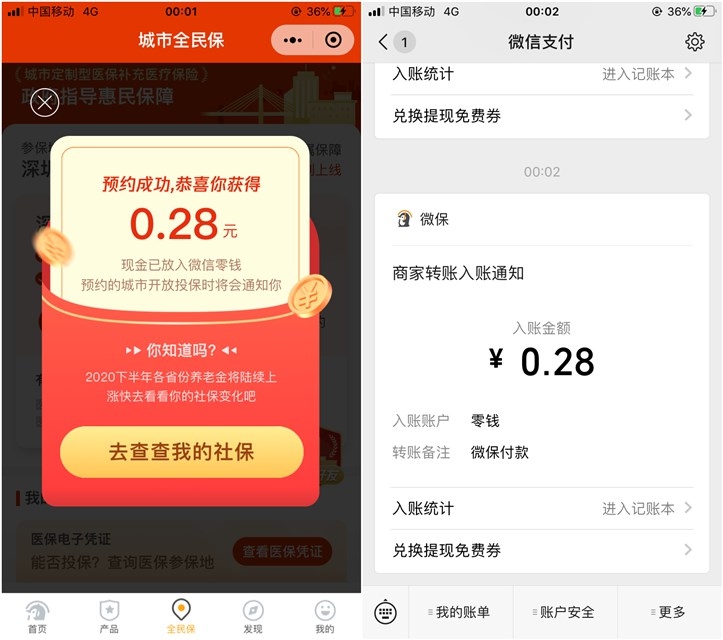 中国移动 4G
00:01
36%
城市全民保
(城市定制型医保补充医疗保险)
政府指导惠民保障
预约成功,恭喜你获得
0.28元
现金已放入微信零钱
预约的城市开放投保时将会通知你
你知道吗?
2020下半年各省份养老金将陆续上
涨快去看看你的社保变化吧
去查查我的社保
医保电子凭证
能否投保?查询医保参保地
查看医保凭证
首页
产品
全民保
发现
我的
中国移动 4G
00:02
36%
1
微信支付
入账统计
进入记账本
兑换提现免费券
00:02
微保
商家转账入账通知
入账金额
¥ 0.28
入账账户 零钱
转账备注 微保付款
入账统计
进入记账本
兑换提现免费券
我的账单
账户安全
更多